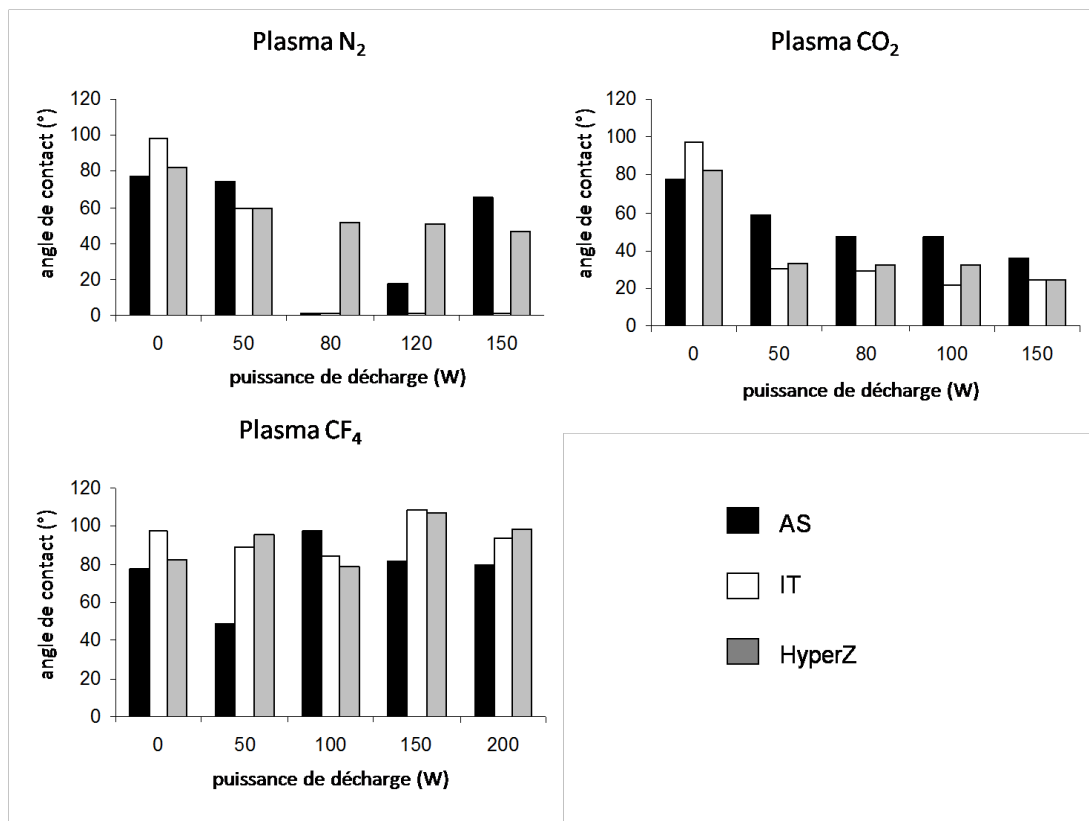 Plasma N₂
120
100
80
60
40
20
0
angle de contact (°)
0 50 80 120 150
puissance de décharge (W)
Plasma CO₂
120
100
80
60
40
20
0
angle de contact (°)
0 50 80 100 150
puissance de décharge (W)
Plasma CF₄
120
100
80
60
40
20
0
angle de contact (°)
0 50 100 150 200
puissance de décharge (W)
AS
IT
HyperZ